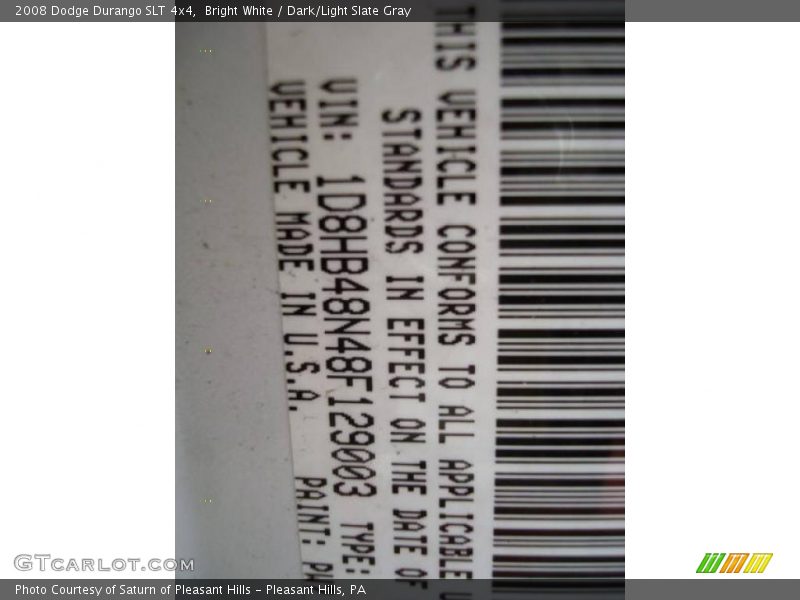 2008 Dodge Durango SLT 4x4,  Bright White / Dark/Light Slate Gray
THIS VEHICLE CONFORMS TO ALL APPLICABLE
STANDARDS IN EFFECT ON THE DATE OF
VIN: 1D8HB48N48F129003 TYPE:
VEHICLE MADE IN U.S.A. PAINT:
GTCarlot.com
Photo Courtesy of Saturn of Pleasant Hills - Pleasant Hills, PA